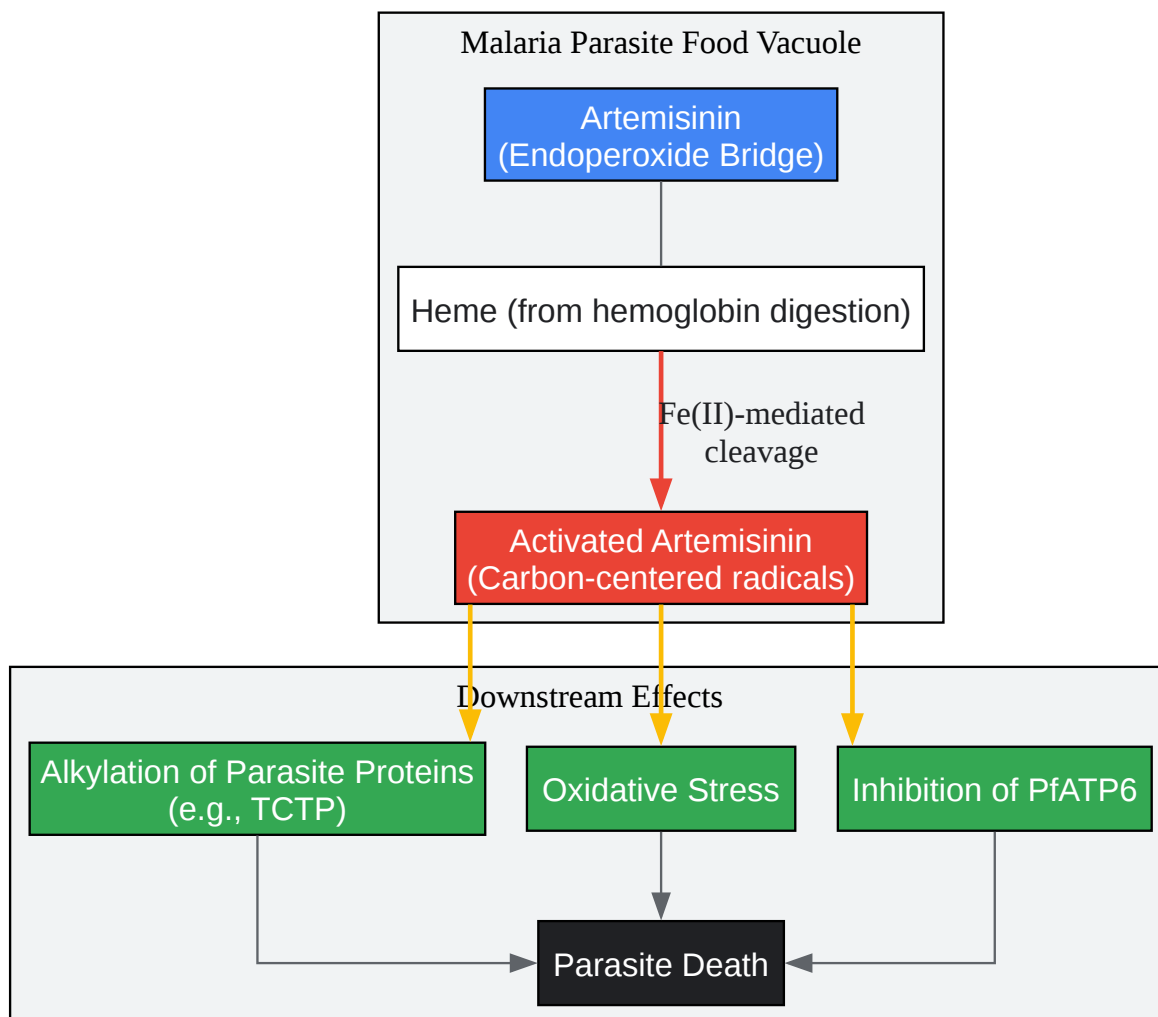 Malaria Parasite Food Vacuole
Artemisinin
(Endoperoxide Bridge)
Heme (from hemoglobin digestion)
Fe(II)-mediated
cleavage
Activated Artemisinin
(Carbon-centered radicals)
Downstream Effects
Alkylation of Parasite Proteins
(e.g., TCTP)
Oxidative Stress
Inhibition of PfATP6
Parasite Death